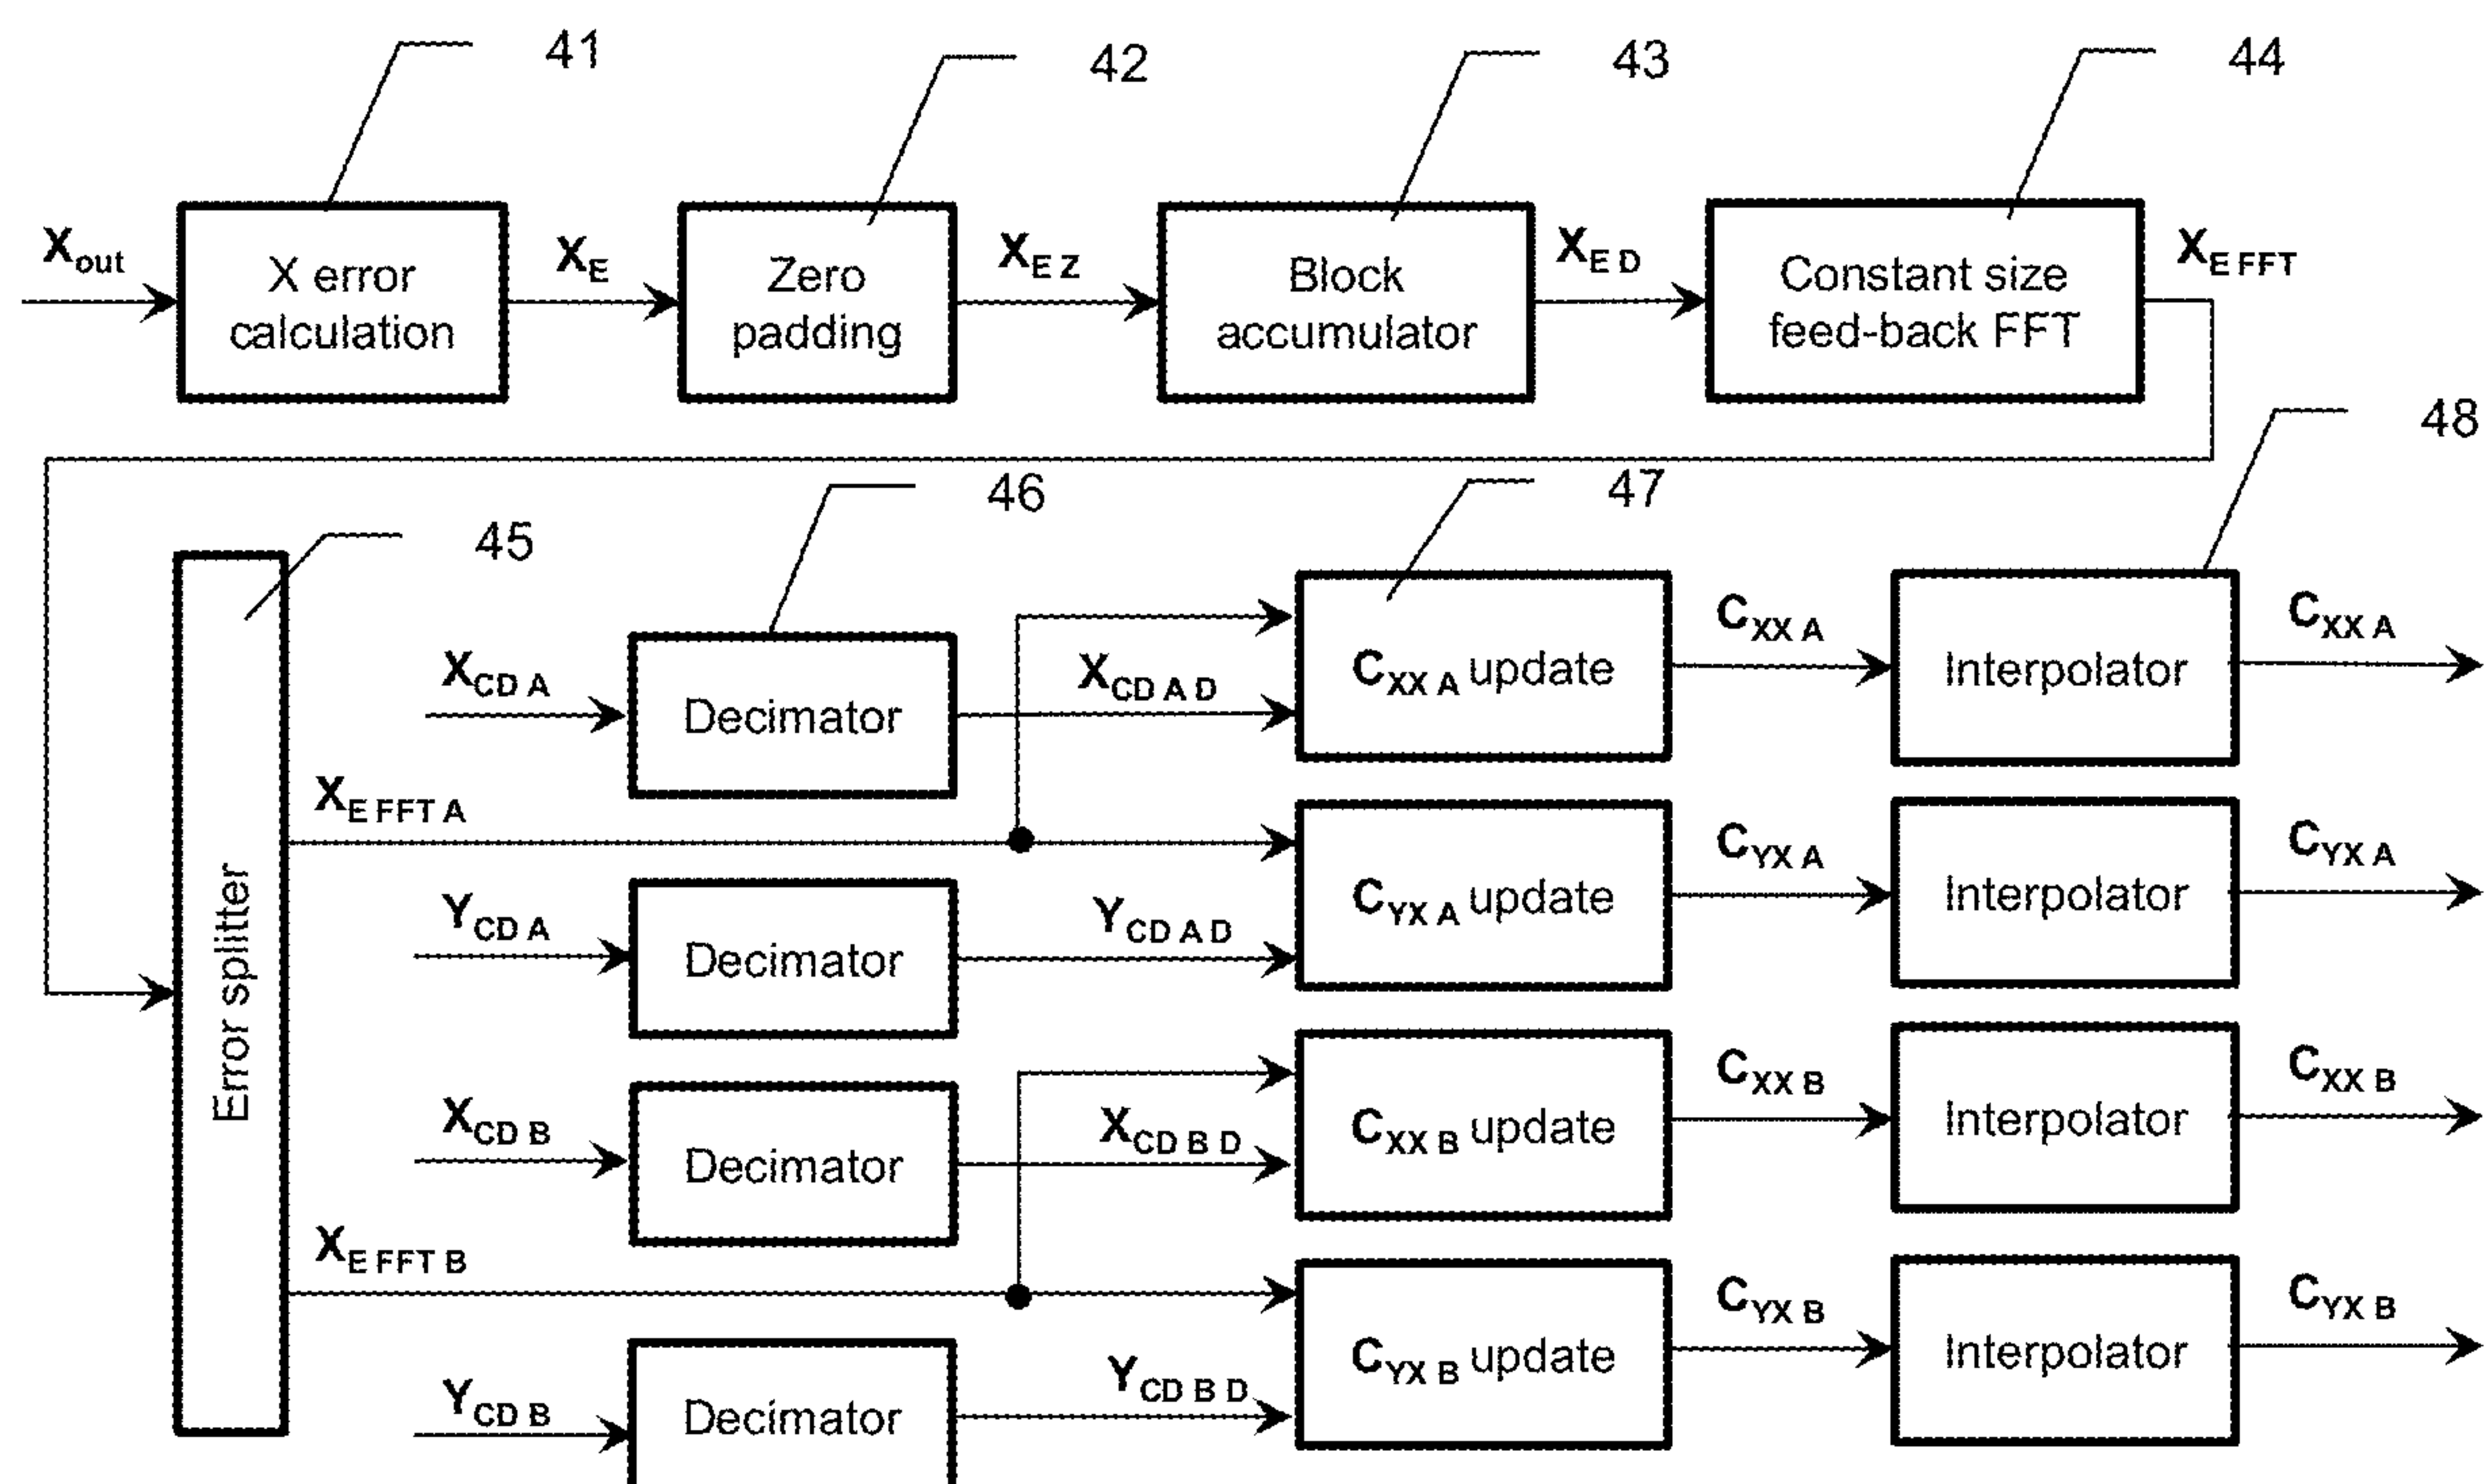 41
42
43
44
X_out
X error
calculation
X_E
Zero
padding
X_E Z
Block
accumulator
X_E D
Constant size
feed-back FFT
X_E FFT
48
46
47
45
Error splitter
X_CD A
Decimator
X_CD A D
C_XX A update
C_XX A
Interpolator
C_XX A
X_E FFT A
Y_CD A
Decimator
Y_CD A D
C_YX A update
C_YX A
Interpolator
C_YX A
X_CD B
Decimator
X_CD B D
C_XX B update
C_XX B
Interpolator
C_XX B
X_E FFT B
Y_CD B
Decimator
Y_CD B D
C_YX B update
C_YX B
Interpolator
C_YX B